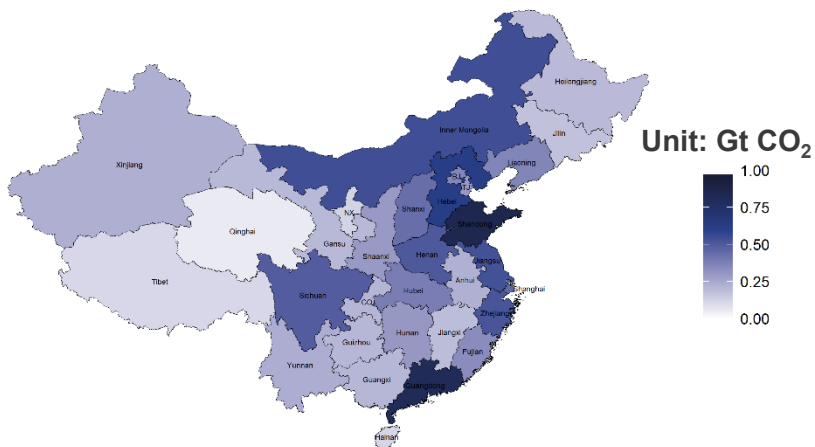 Heilongjiang
Jilin
Inner Mongolia
Liaoning
Unit: Gt CO₂
1.00
0.75
0.50
0.25
0.00
Xinjiang
BJ
TJ
Hebei
Shanxi
NX
Shandong
Qinghai
Gansu
Shaanxi
Henan
Jiangsu
Tibet
Sichuan
Hubei
Anhui
Shanghai
CQ
Zhejiang
Hunan
Jiangxi
Guirhou
Fujian
Yunnan
Guangxi
Guangdong
Hainan